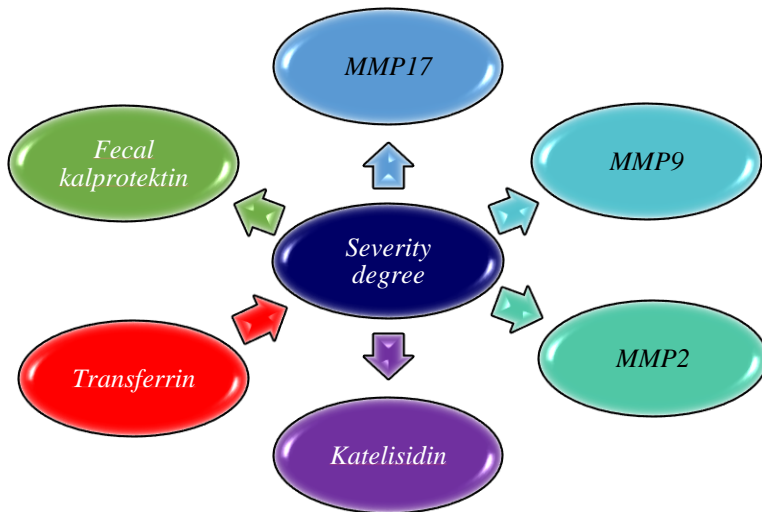 MMP17
Fecal
kalprotektin
MMP9
Severity
degree
Transferrin
MMP2
Katelisidin